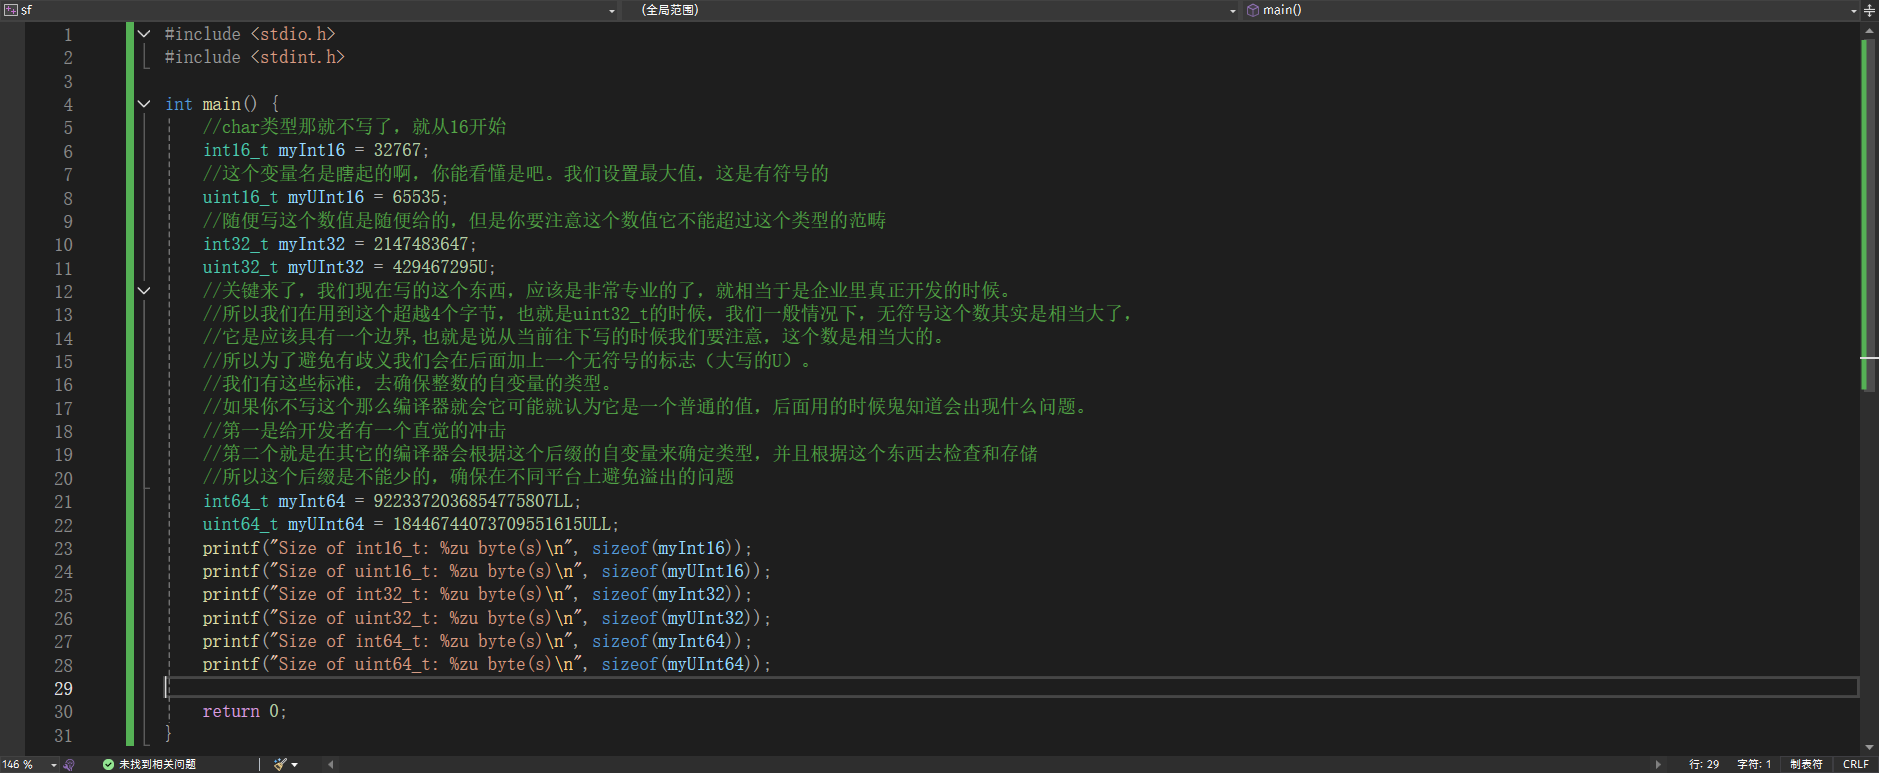 sf (全局范围) main()
1 #include <stdio.h>
2 #include <stdint.h>
3
4 int main() {
5 //char类型那就不写了，就从16开始
6 int16_t myInt16 = 32767;
7 //这个变量名是瞎起的啊，你能看懂是吧。我们设置最大值，这是有符号的
8 uint16_t myUInt16 = 65535;
9 //随便写这个数值是随便给的，但是你要注意这个数值它不能超过这个类型的范畴
10 int32_t myInt32 = 2147483647;
11 uint32_t myUInt32 = 429467295U;
12 //关键来了，我们现在写的这个东西，应该是非常专业的了，就相当于是企业里真正开发的时候。
13 //所以我们在用到这个超越4个字节，也就是uint32_t的时候，我们一般情况下，无符号这个数其实是相当大了，
14 //它是应该具有一个边界,也就是说从当前往下写的时候我们要注意，这个数是相当大的。
15 //所以为了避免有歧义我们会在后面加上一个无符号的标志（大写的U）。
16 //我们有这些标准，去确保整数的自变量的类型。
17 //如果你不写这个那么编译器就会它可能就认为它是一个普通的值，后面用的时候鬼知道会出现什么问题。
18 //第一是给开发者有一个直觉的冲击
19 //第二个就是在其它的编译器会根据这个后缀的自变量来确定类型，并且根据这个东西去检查和存储
20 //所以这个后缀是不能少的，确保在不同平台上避免溢出的问题
21 int64_t myInt64 = 9223372036854775807LL;
22 uint64_t myUInt64 = 18446744073709551615ULL;
23 printf("Size of int16_t: %zu byte(s)\n", sizeof(myInt16));
24 printf("Size of uint16_t: %zu byte(s)\n", sizeof(myUInt16));
25 printf("Size of int32_t: %zu byte(s)\n", sizeof(myInt32));
26 printf("Size of uint32_t: %zu byte(s)\n", sizeof(myUInt32));
27 printf("Size of int64_t: %zu byte(s)\n", sizeof(myInt64));
28 printf("Size of uint64_t: %zu byte(s)\n", sizeof(myUInt64));
29
30 return 0;
31 }
146 % 未找到相关问题 行: 29 字符: 1 制表符 CRLF